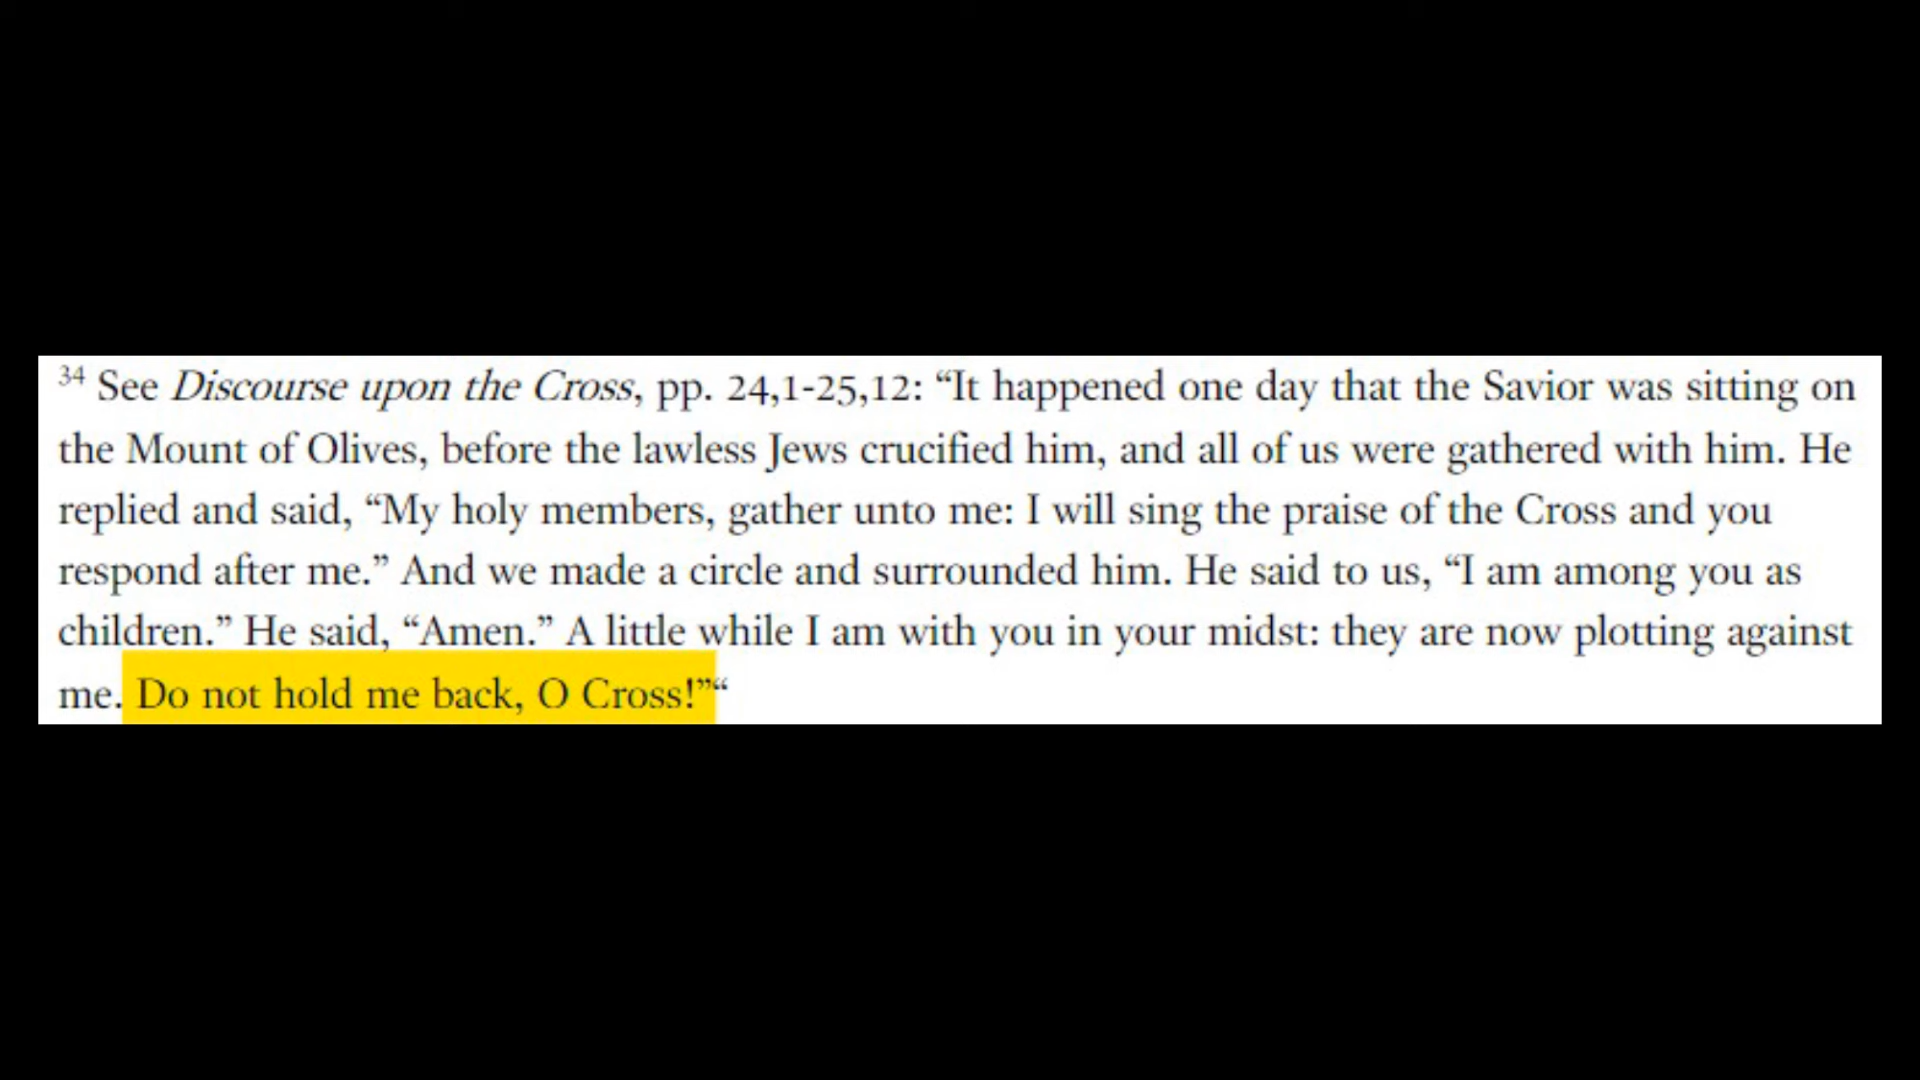 34 See Discourse upon the Cross, pp. 24,1-25,12: “It happened one day that the Savior was sitting on
the Mount of Olives, before the lawless Jews crucified him, and all of us were gathered with him. He
replied and said, “My holy members, gather unto me: I will sing the praise of the Cross and you
respond after me.” And we made a circle and surrounded him. He said to us, “I am among you as
children.” He said, “Amen.” A little while I am with you in your midst: they are now plotting against
me. Do not hold me back, O Cross!”“